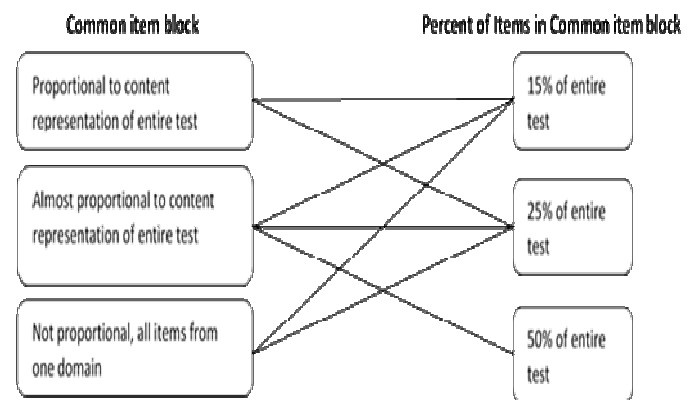 Common item block
Percent of Items in Common item block
Proportional to content
representation of entire test
15% of entire
test
Almost proportional to content
representation of entire test
25% of entire
test
Not proportional, all items from
one domain
50% of entire
test